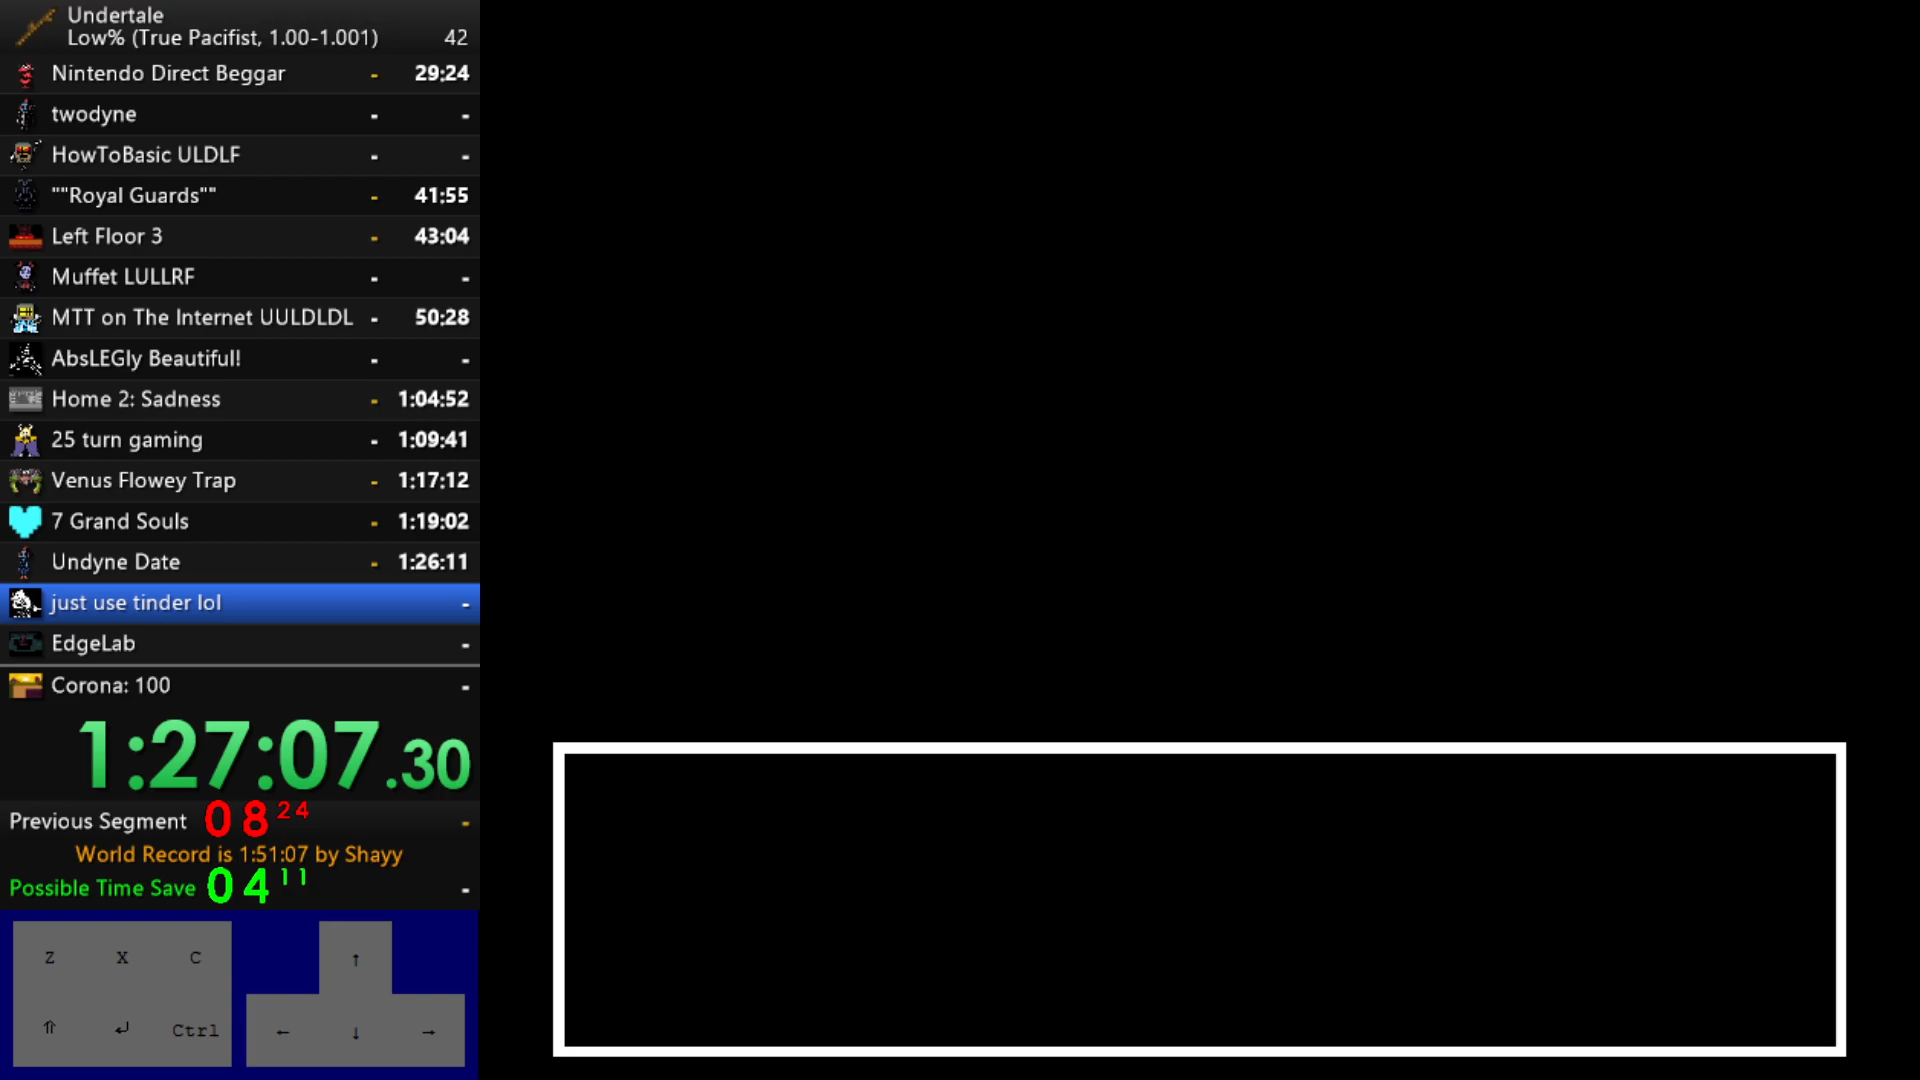 Undertale
Low% (True Pacifist, 1.00-1.001) 42
Nintendo Direct Beggar - 29:24
twodyne - -
HowToBasic ULDLF - -
""Royal Guards"" - 41:55
Left Floor 3 - 43:04
Muffet LULLRF - -
MTT on The Internet UULDLDL - 50:28
AbsLEGly Beautiful! - -
Home 2: Sadness - 1:04:52
25 turn gaming - 1:09:41
Venus Flowey Trap - 1:17:12
7 Grand Souls - 1:19:02
Undyne Date - 1:26:11
just use tinder lol -
EdgeLab -
Corona: 100 -
1:27:07.30
Previous Segment 08 24 -
World Record is 1:51:07 by Shayy
Possible Time Save 04 11 -
Z X C ↑
⇧ ↵ Ctrl ← ↓ →